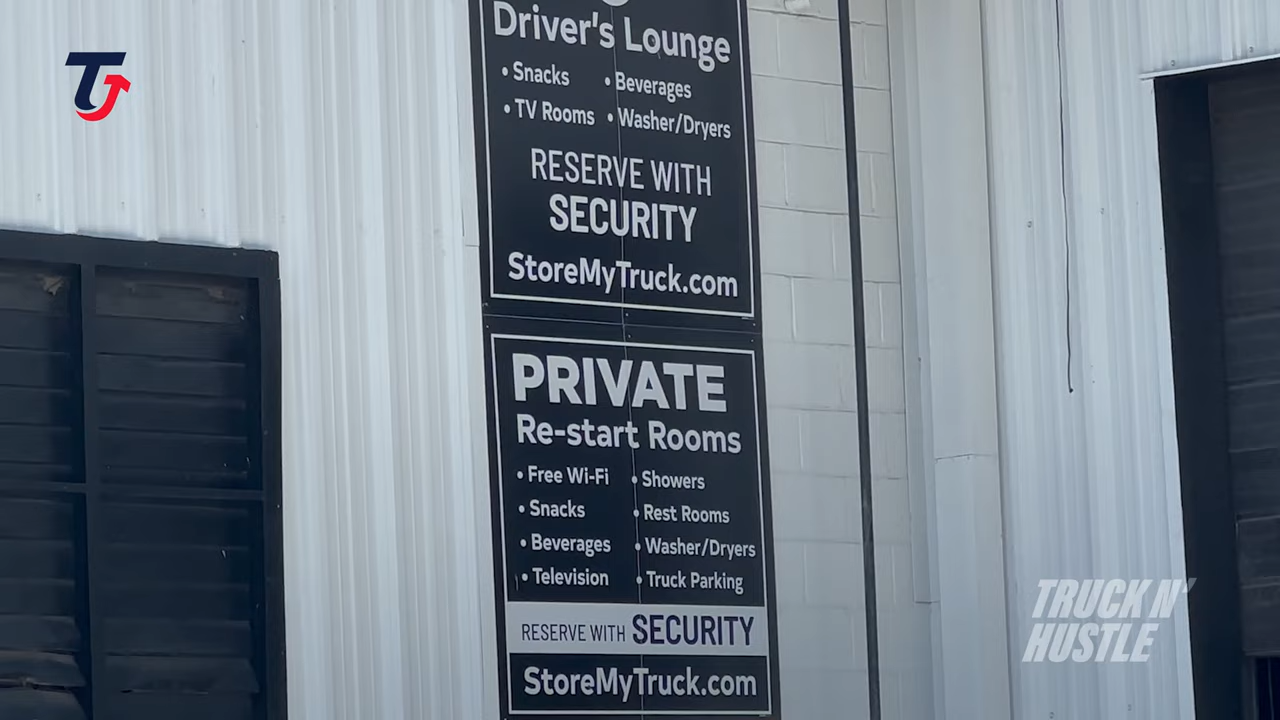 Driver's Lounge
• Snacks • Beverages
• TV Rooms • Washer/Dryers
RESERVE WITH
SECURITY
StoreMyTruck.com
PRIVATE
Re-start Rooms
• Free Wi-Fi • Showers
• Snacks • Rest Rooms
• Beverages • Washer/Dryers
• Television • Truck Parking
RESERVE WITH SECURITY
StoreMyTruck.com
TRUCK N'
HUSTLE